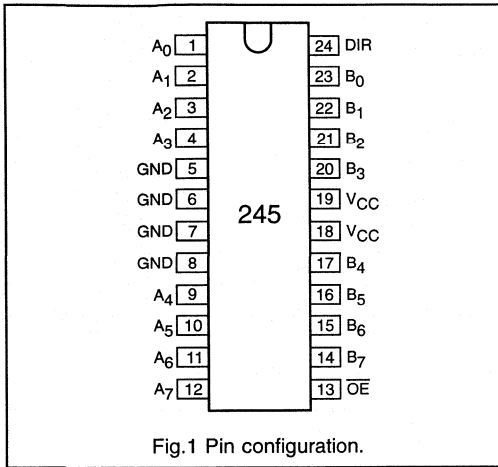 A0 1 24 DIR
A1 2 23 B0
A2 3 22 B1
A3 4 21 B2
GND 5 20 B3
GND 6 19 VCC
GND 7 245 18 VCC
GND 8 17 B4
A4 9 16 B5
A5 10 15 B6
A6 11 14 B7
A7 12 13 O̅E̅
Fig.1 Pin configuration.